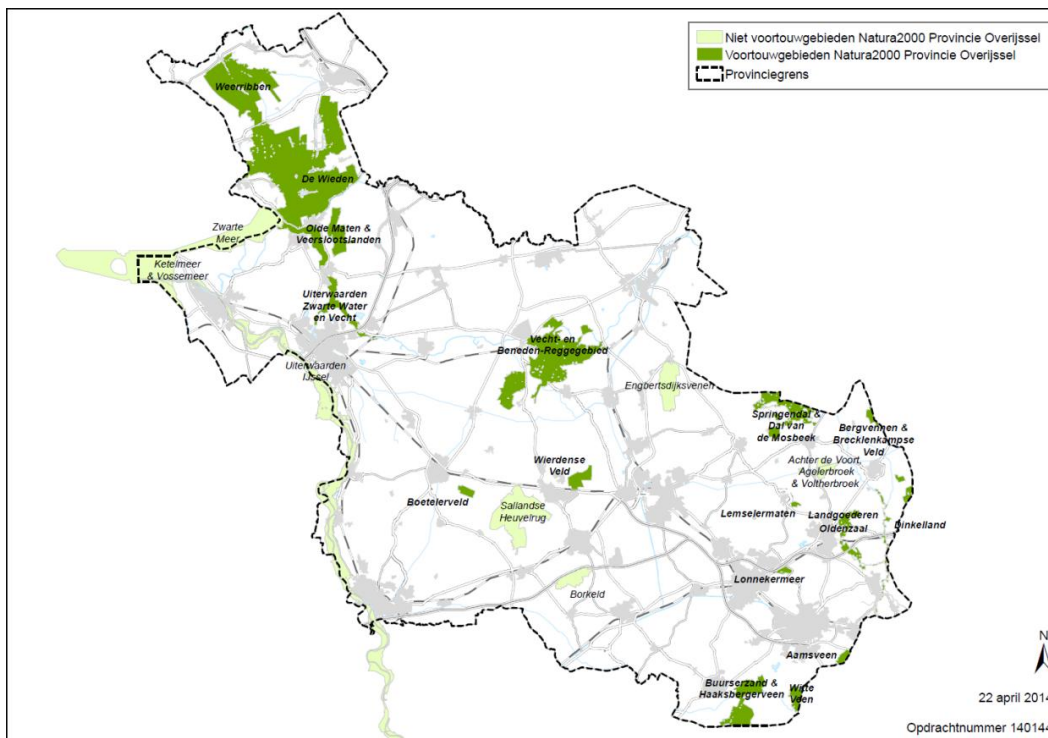 Niet voortouwgebieden Natura2000 Provincie Overijssel
Voortouwgebieden Natura2000 Provincie Overijssel
Provinciegrens
Weerribben
De Wieden
Zwarte
Meer
Olde Maten &
Veerslootslanden
Ketelmeer
& Vossemeer
Uiterwaarden
Zwarte Water
en Vecht
Uiterwaarden
IJssel
Vecht- en
Beneden-Reggegebied
Engbertsdijksvenen
Springendal &
Dal van
de Mosbeek
Bergvennen &
Brecklenkampse
Veld
Achter de Voort,
Agelerbroek
& Voltherbroek
Wierdense
Veld
Boetelerveld
Sallandse
Heuvelrug
Lemselermaten
Landgoederen
Oldenzaal
Dinkelland
Lonnekermeer
Borkeld
Aamsveen
Buurserzand &
Haaksbergerveen
Witte
Veen
N
22 april 2014
Opdrachtnummer 140144